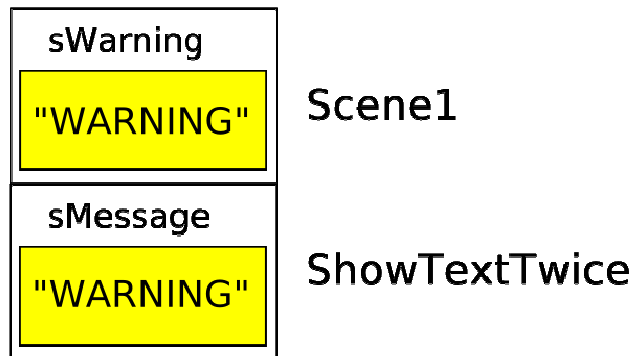 sWarning
"WARNING"
Scene1
sMessage
"WARNING"
ShowTextTwice